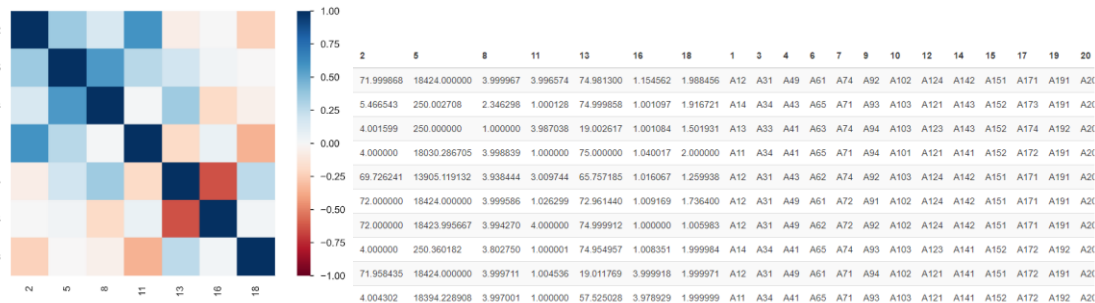 1.00
0.75
0.50
0.25
0.00
−0.25
−0.50
−0.75
−1.00
2 5 8 11 13 16 18
2 5 8 11 13 16 18 1 3 4 6 7 9 10 12 14 15 17 19 20
71.999868 18424.000000 3.999967 3.996574 74.981300 1.154562 1.988456 A12 A31 A49 A61 A74 A92 A102 A124 A142 A151 A171 A191
5.466543 250.002708 2.346298 1.000128 74.999858 1.001097 1.916721 A14 A34 A43 A65 A71 A93 A103 A121 A143 A152 A173 A191
4.001599 250.000000 1.000000 3.987038 19.002617 1.001084 1.501931 A13 A33 A41 A63 A74 A94 A103 A123 A143 A152 A174 A192
4.000000 18030.286705 3.998839 1.000000 75.000000 1.040017 2.000000 A11 A34 A41 A65 A71 A94 A101 A121 A141 A152 A172 A191
69.726241 13905.119132 3.938444 3.009744 65.757185 1.016067 1.259938 A12 A31 A43 A62 A74 A92 A103 A122 A143 A152 A174 A192
72.000000 18424.000000 3.999586 1.026299 72.961440 1.009169 1.736400 A12 A31 A49 A61 A72 A91 A102 A124 A142 A152 A174 A192
72.000000 18423.995667 3.994270 4.000000 74.999912 1.000000 1.005983 A12 A31 A49 A62 A72 A92 A102 A124 A141 A152 A174 A191
4.000000 250.360182 3.802750 1.000001 74.954957 1.008351 1.999984 A14 A34 A41 A65 A74 A93 A103 A123 A141 A152 A172 A192
71.958435 18424.000000 3.999711 1.004536 19.011769 3.999918 1.999971 A12 A31 A49 A61 A71 A94 A102 A121 A141 A152 A172 A191
4.004302 18394.228908 3.997001 1.000000 57.525028 3.978929 1.999999 A11 A34 A41 A65 A74 A93 A103 A121 A141 A152 A172 A192